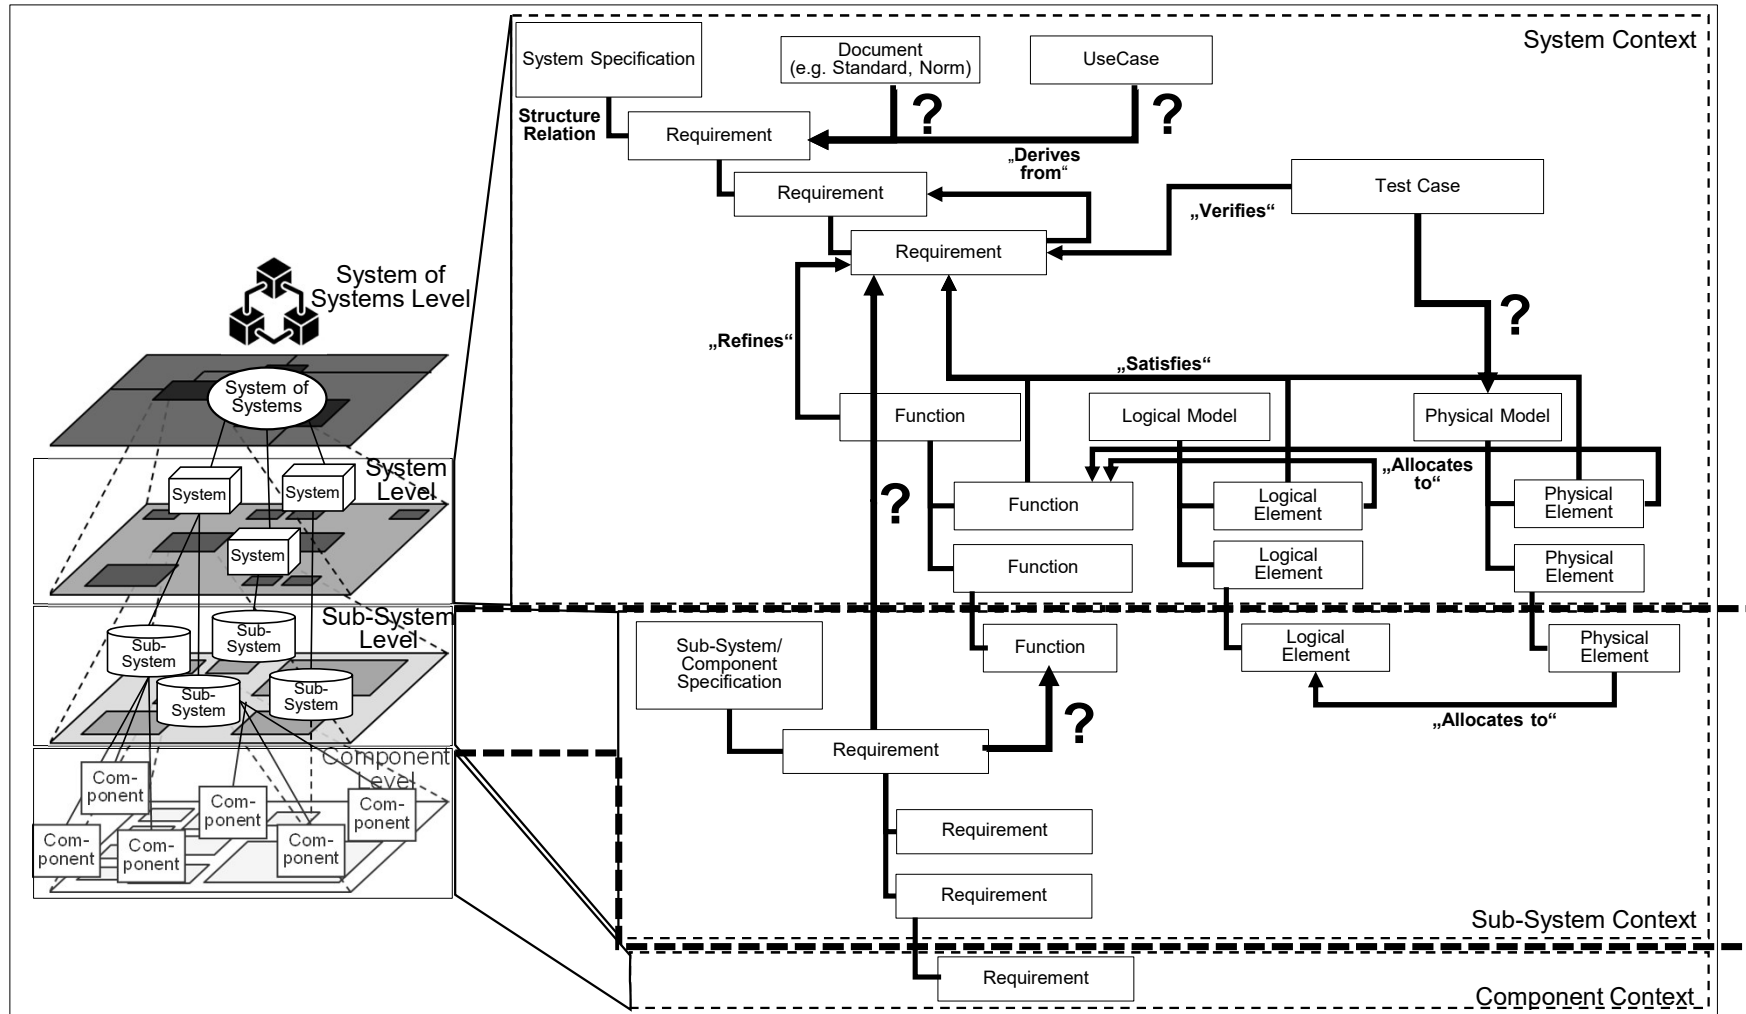 System Context
System Specification
Document
(e.g. Standard, Norm)
UseCase
?
?
Structure
Relation
Requirement
„Derives
from“
Requirement
Test Case
„Verifies“
Requirement
System of
Systems Level
?
„Refines“
„Satisfies“
System of
Systems
Function
Logical Model
Physical Model
System
Level
„Allocates
to“
System
System
?
Function
Logical
Element
Physical
Element
System
Function
Logical
Element
Physical
Element
Sub-System
Level
Sub-
System
Sub-
System
Sub-
System
Sub-
System
Sub-System/
Component
Specification
Function
Logical
Element
Physical
Element
?
„Allocates to“
Requirement
Component
Level
Com-
ponent
Com-
ponent
Com-
ponent
Com-
ponent
Com-
ponent
Com-
ponent
Requirement
Requirement
Sub-System Context
Requirement
Component Context